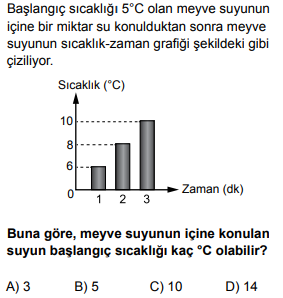 Başlangıç sıcaklığı 5°C olan meyve suyunun
içine bir miktar su konulduktan sonra meyve
suyunun sıcaklık-zaman grafiği şekildeki gibi
çiziliyor.
Sıcaklık (°C)
10
8
6
0
1 2 3
Zaman (dk)
Buna göre, meyve suyunun içine konulan
suyun başlangıç sıcaklığı kaç °C olabilir?
A) 3 B) 5 C) 10 D) 14